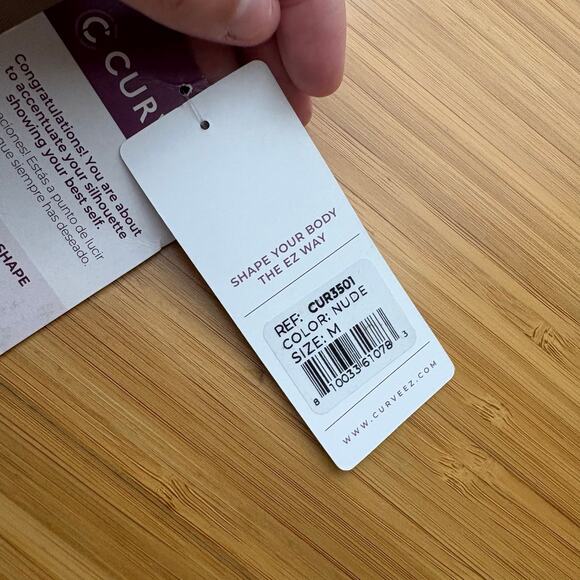 CUR
Congratulations! You are about
to accentuate your silhouette
showing your best self.
Estás a punto de lucir
que siempre has deseado.
SHAPE
SHAPE YOUR BODY
THE EZ WAY
REF: CUR3501
COLOR: NUDE
SIZE: M
8 10033 61078 3
WWW.CURVEEZ.COM